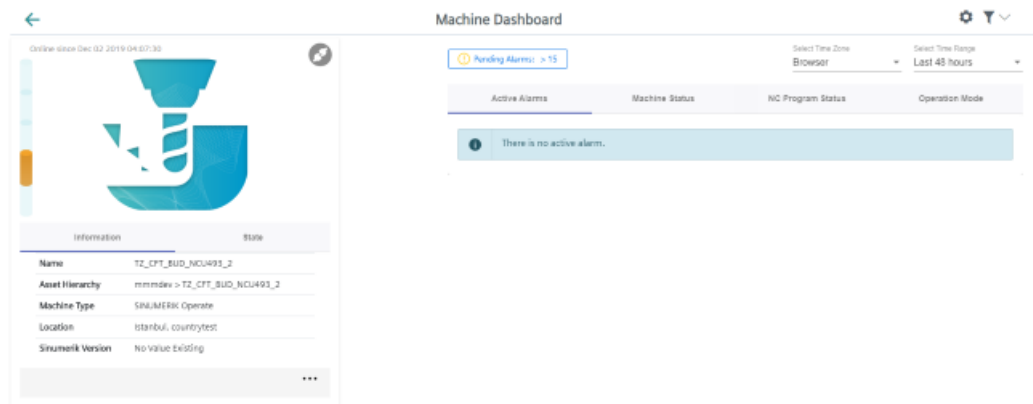 Machine Dashboard
Online since Dec 02 2019 04:07:30
Pending Alarms: > 15
Select Time Zone
Browser
Select Time Range
Last 48 hours
Active Alarms
Machine Status
NC Program Status
Operation Mode
There is no active alarm.
Information
State
Name TZ_CFT_BUD_NCU493_2
Asset Hierarchy mmmdev > TZ_CFT_BUD_NCU493_2
Machine Type SINUMERIK Operate
Location Istanbul, countrytest
Sinumerik Version No Value Existing